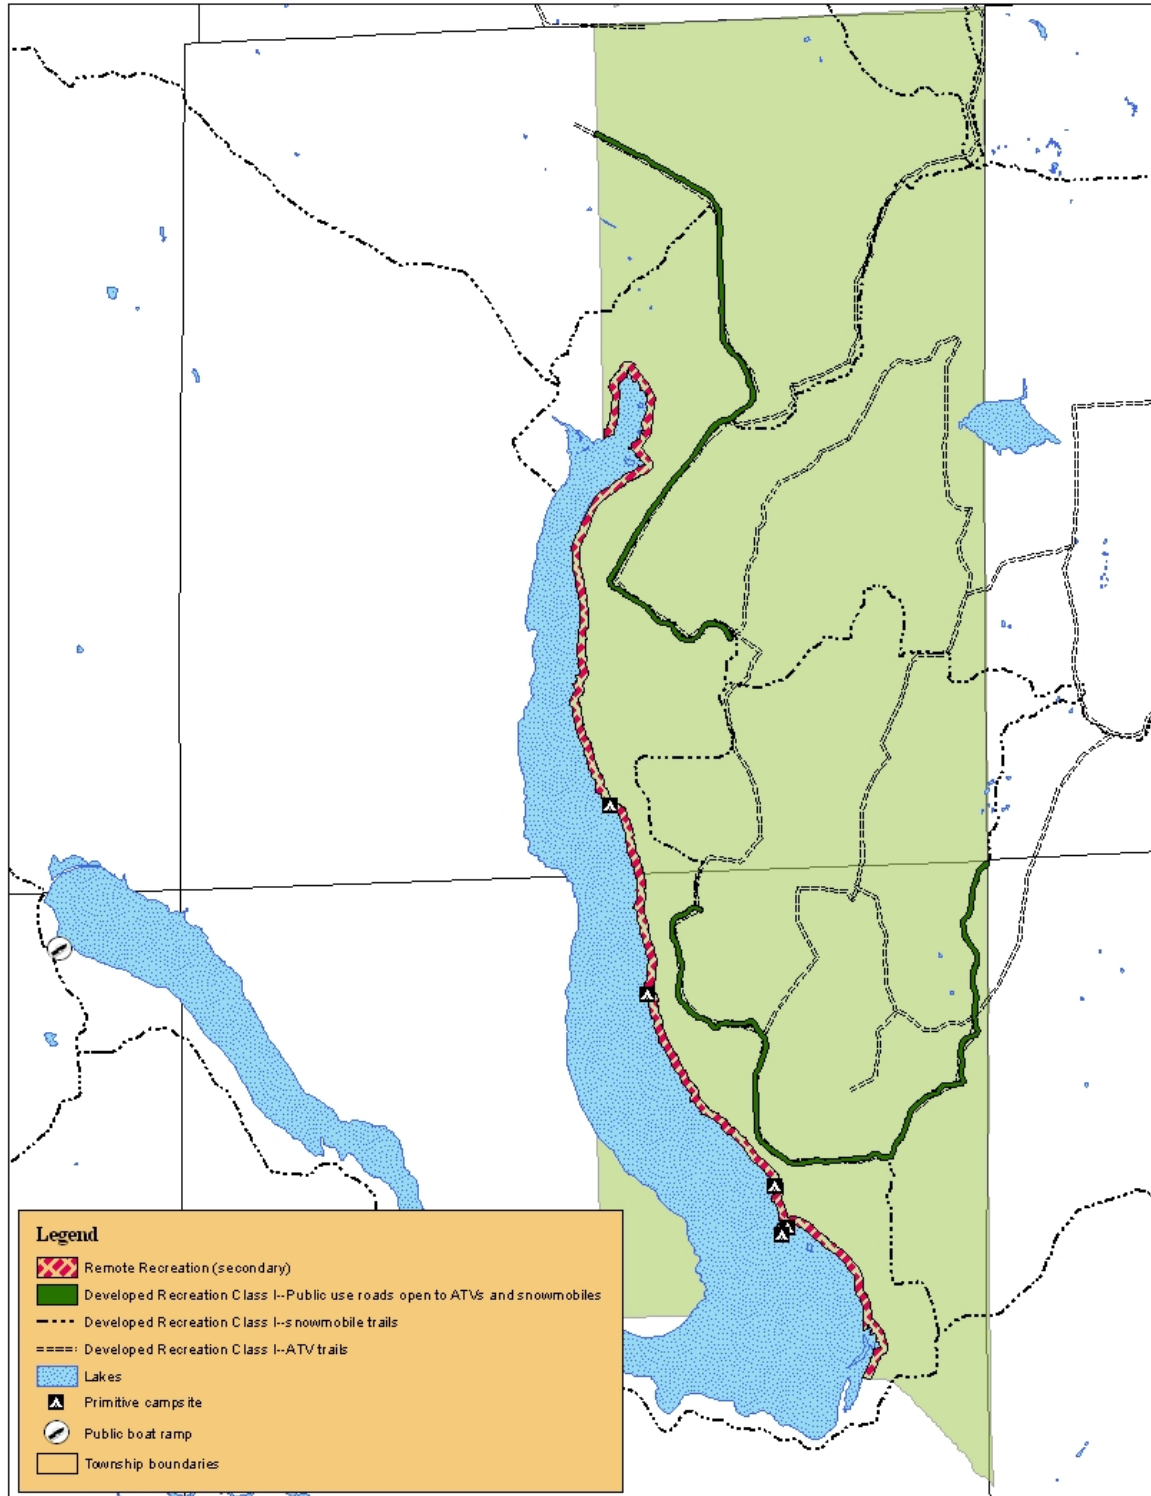 Legend
Remote Recreation (secondary)
Developed Recreation Class I--Public use roads open to ATVs and snowmobiles
Developed Recreation Class I--snowmobile trails
Developed Recreation Class I--ATV trails
Lakes
Primitive campsite
Public boat ramp
Township boundaries